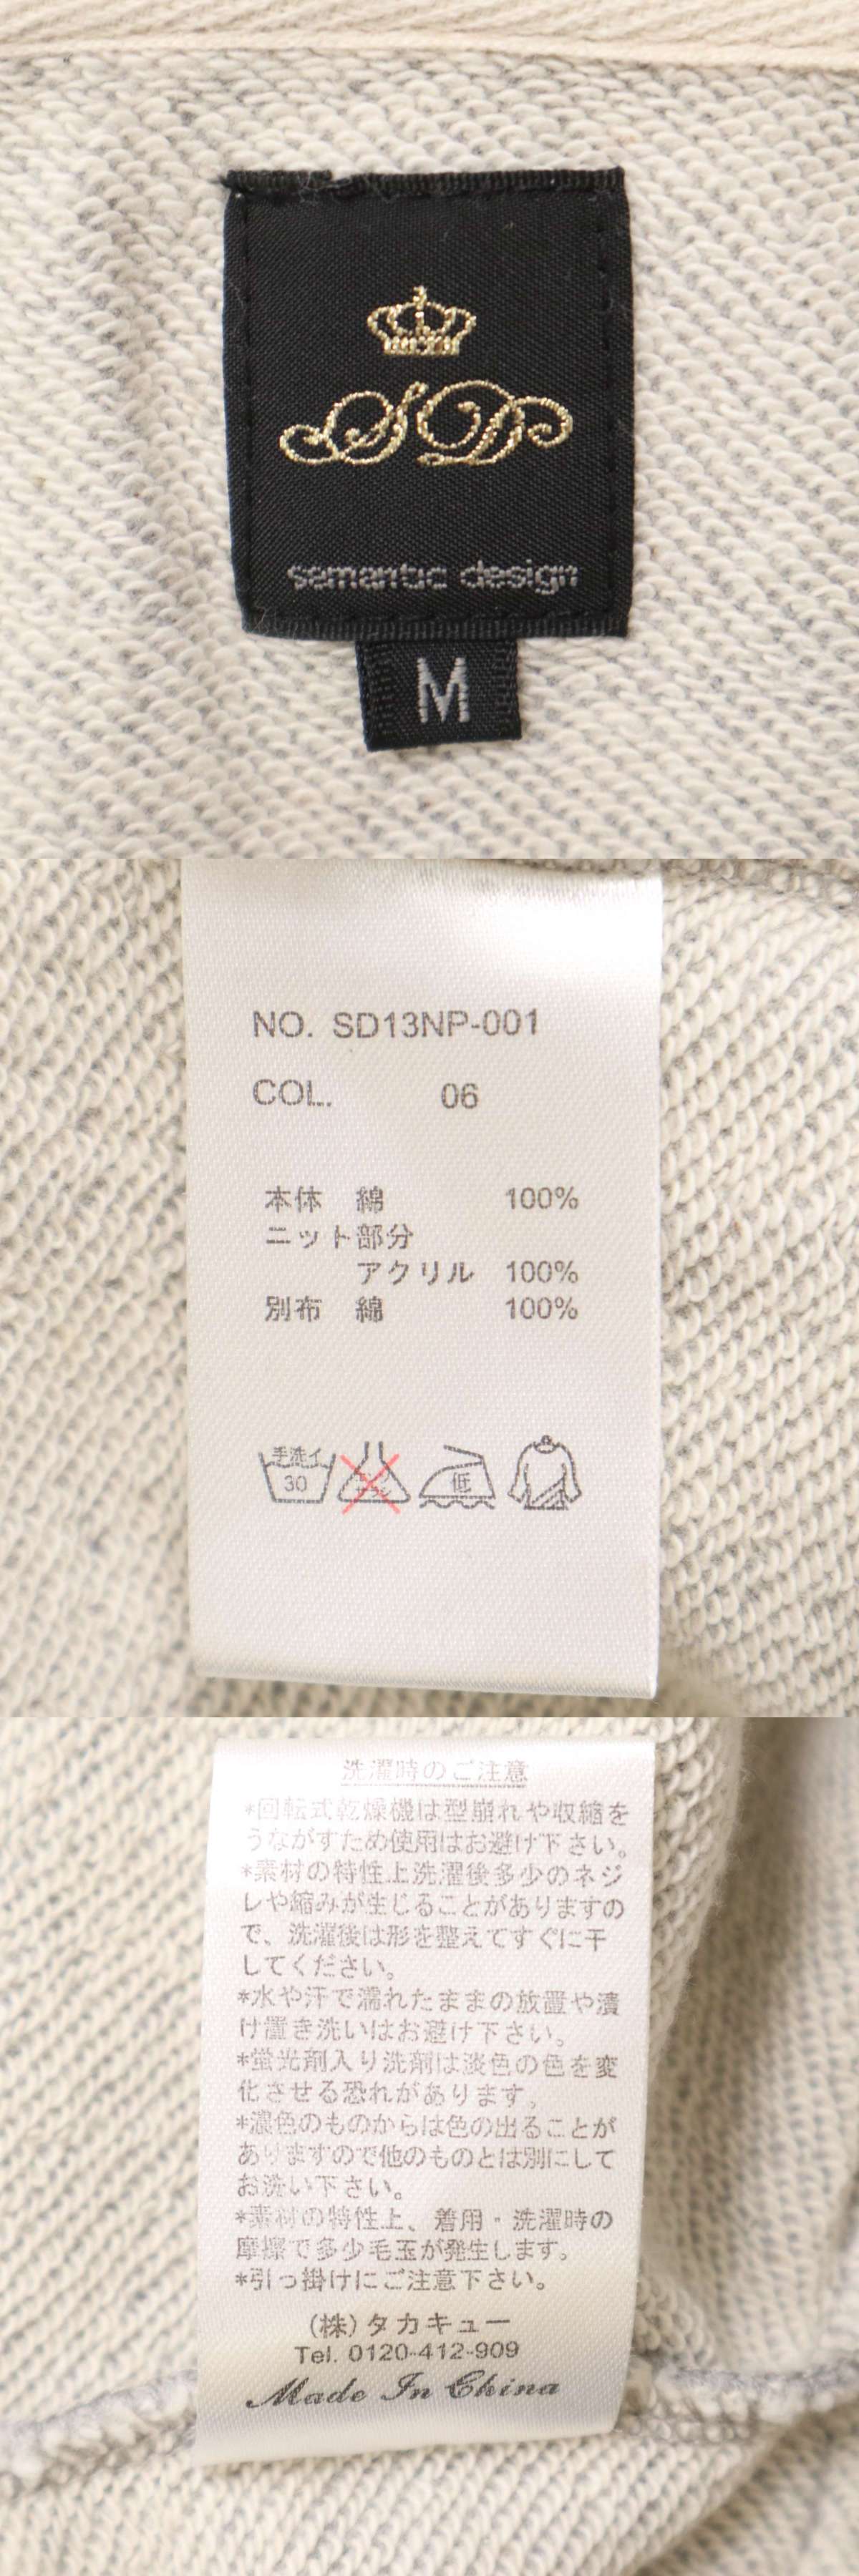 SD
semantic design
M
NO. SD13NP-001
COL. 06
本体 綿 100%
ニット部分
アクリル 100%
別布 綿 100%
手洗イ
30
低
洗濯時のご注意
*回転式乾燥機は型崩れや収縮を
うながすため使用はお避け下さい。
*素材の特性上洗濯後多少のネジ
レや縮みが生じることがありますの
で、洗濯後は形を整えてすぐに干
してください。
*水や汗で濡れたままの放置や漬
け置き洗いはお避け下さい。
*蛍光剤入り洗剤は淡色の色を変
化させる恐れがあります。
*濃色のものからは色の出ることが
ありますので他のものとは別にして
お洗い下さい。
*素材の特性上、着用・洗濯時の
摩擦で多少毛玉が発生します。
*引っ掛けにご注意下さい。
(株)タカキュー
Tel. 0120-412-909
Made In China